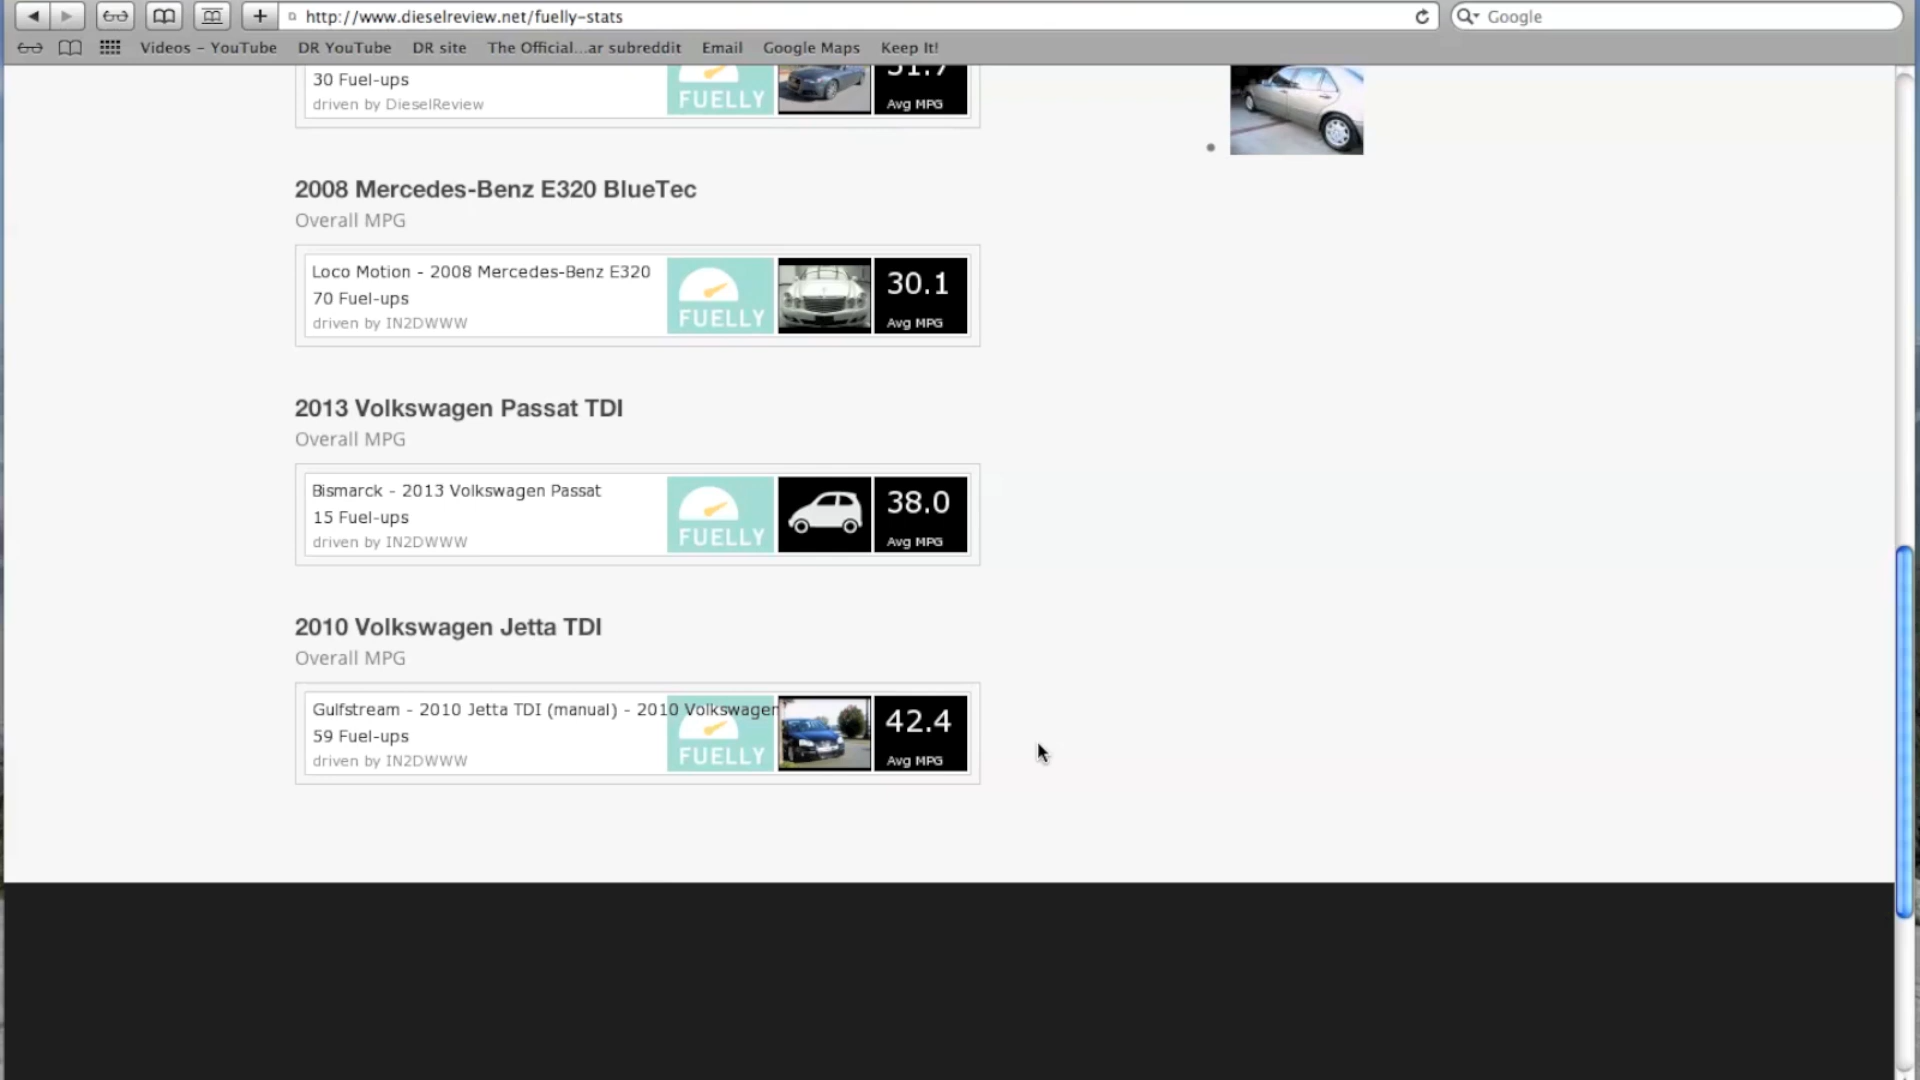 http://www.dieselreview.net/fuelly-stats
Google
Videos - YouTube
DR YouTube
DR site
The Official...ar subreddit
Email
Google Maps
Keep It!
30 Fuel-ups
driven by DieselReview
FUELLY
31.7
Avg MPG
2008 Mercedes-Benz E320 BlueTec
Overall MPG
Loco Motion - 2008 Mercedes-Benz E320
70 Fuel-ups
driven by IN2DWWW
FUELLY
30.1
Avg MPG
2013 Volkswagen Passat TDI
Overall MPG
Bismarck - 2013 Volkswagen Passat
15 Fuel-ups
driven by IN2DWWW
FUELLY
38.0
Avg MPG
2010 Volkswagen Jetta TDI
Overall MPG
Gulfstream - 2010 Jetta TDI (manual) - 2010 Volkswagen
59 Fuel-ups
driven by IN2DWWW
FUELLY
42.4
Avg MPG